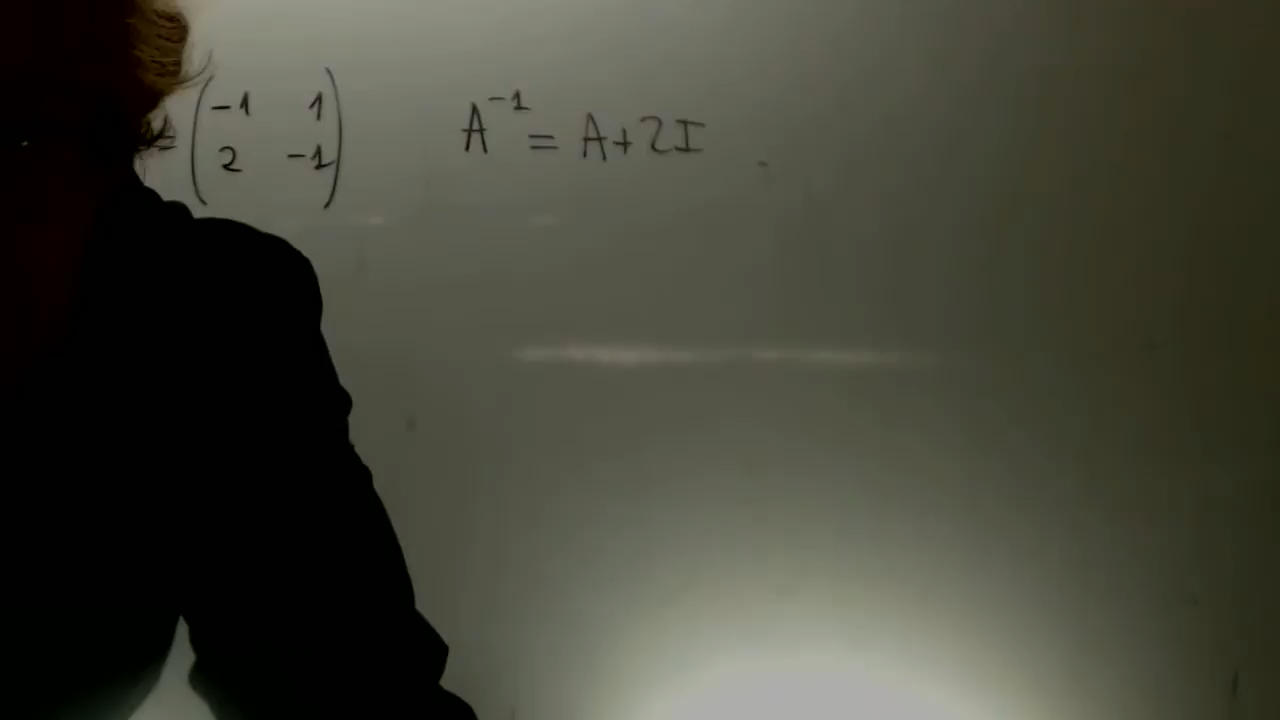 = ( -1 1
2 -1 ) A⁻¹ = A+2I